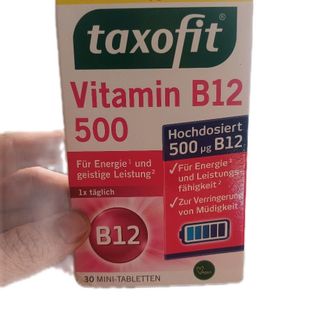 taxofit®
Vitamin B12
500
Für Energie¹ und
geistige Leistung²
1x täglich
Hochdosiert
500 µg B12
✓ Für Energie¹
und Leistungs-
fähigkeit²
✓ Zur Verringerung
von Müdigkeit
B12
30 MINI-TABLETTEN